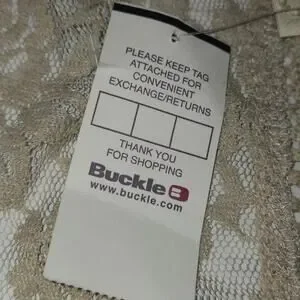 PLEASE KEEP TAG
ATTACHED FOR
CONVENIENT
EXCHANGE/RETURNS
THANK YOU
FOR SHOPPING
Buckle B
www.buckle.com